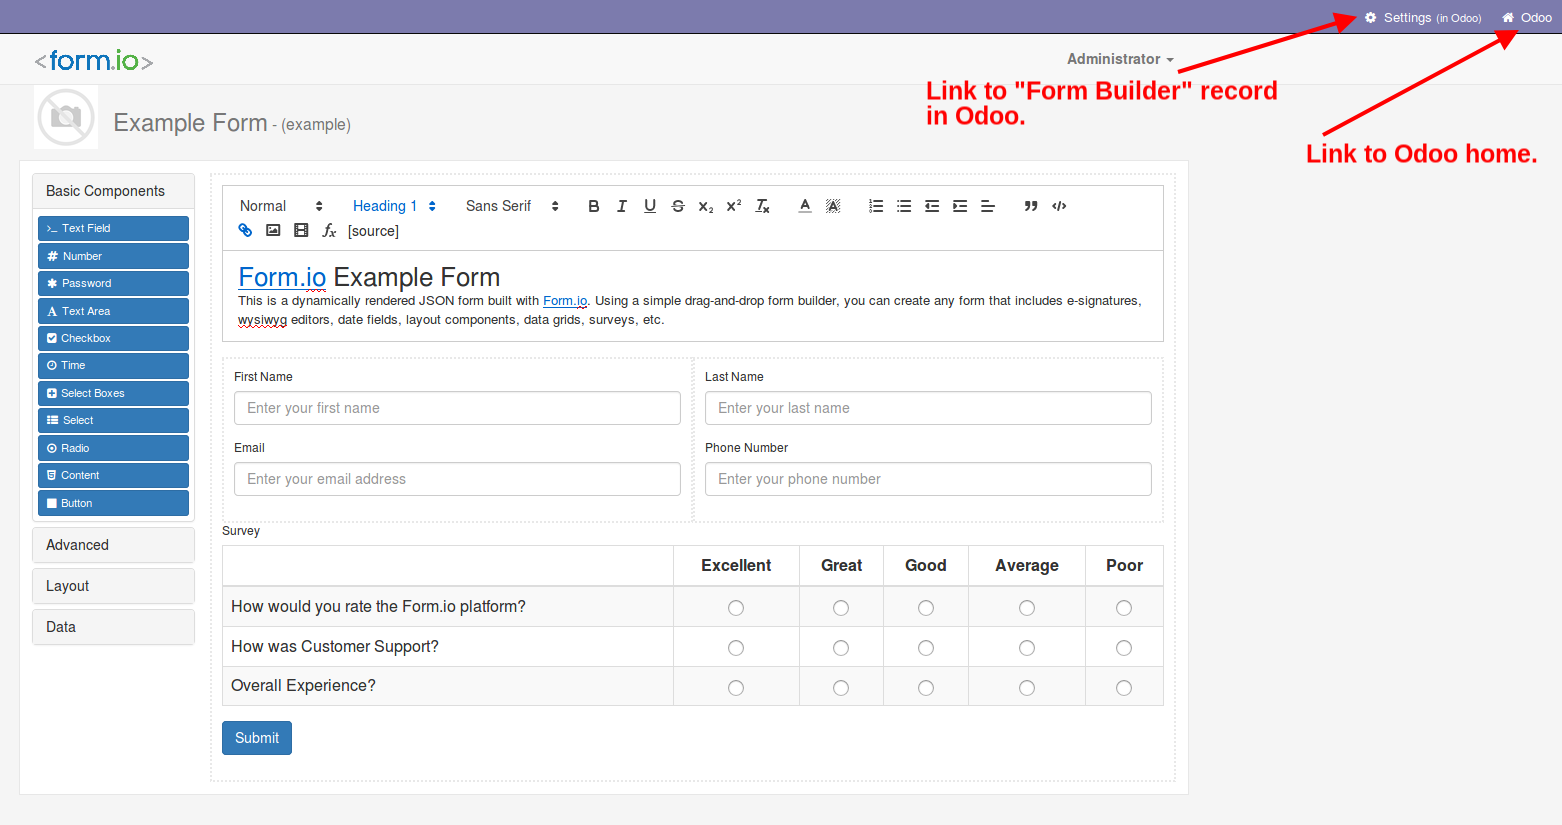 Settings (in Odoo) Odoo
<form.io> Administrator
Link to "Form Builder" record
in Odoo.
Link to Odoo home.
Example Form - (example)
Basic Components
Text Field
Number
Password
Text Area
Checkbox
Time
Select Boxes
Select
Radio
Content
Button
Advanced
Layout
Data
Normal Heading 1 Sans Serif B I U S X₂ X² Tx A A
fx [source]
Form.io Example Form
This is a dynamically rendered JSON form built with Form.io. Using a simple drag-and-drop form builder, you can create any form that includes e-signatures,
wysiwyg editors, date fields, layout components, data grids, surveys, etc.
First Name Last Name
Enter your first name Enter your last name
Email Phone Number
Enter your email address Enter your phone number
Survey
Excellent Great Good Average Poor
How would you rate the Form.io platform?
How was Customer Support?
Overall Experience?
Submit